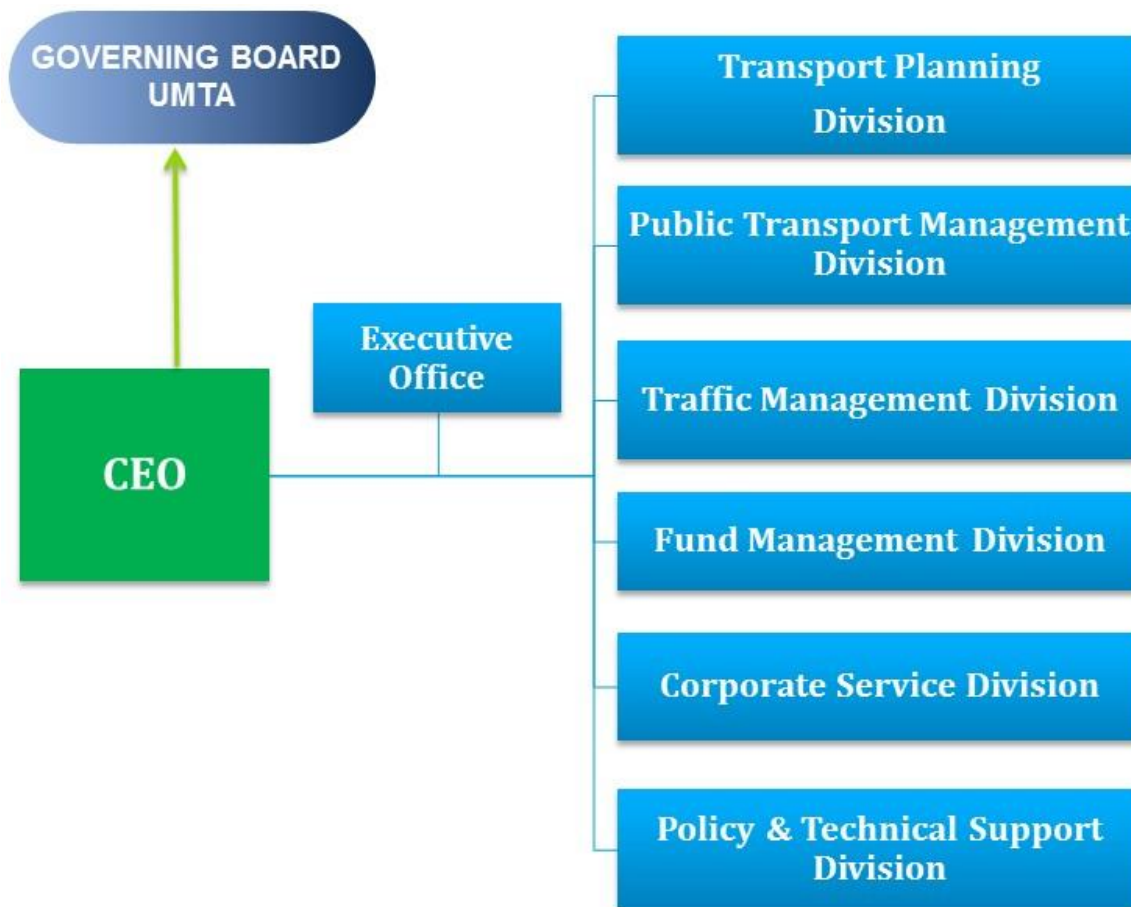 GOVERNING BOARD
UMTA
CEO
Executive
Office
Transport Planning
Division
Public Transport Management
Division
Traffic Management Division
Fund Management Division
Corporate Service Division
Policy & Technical Support
Division